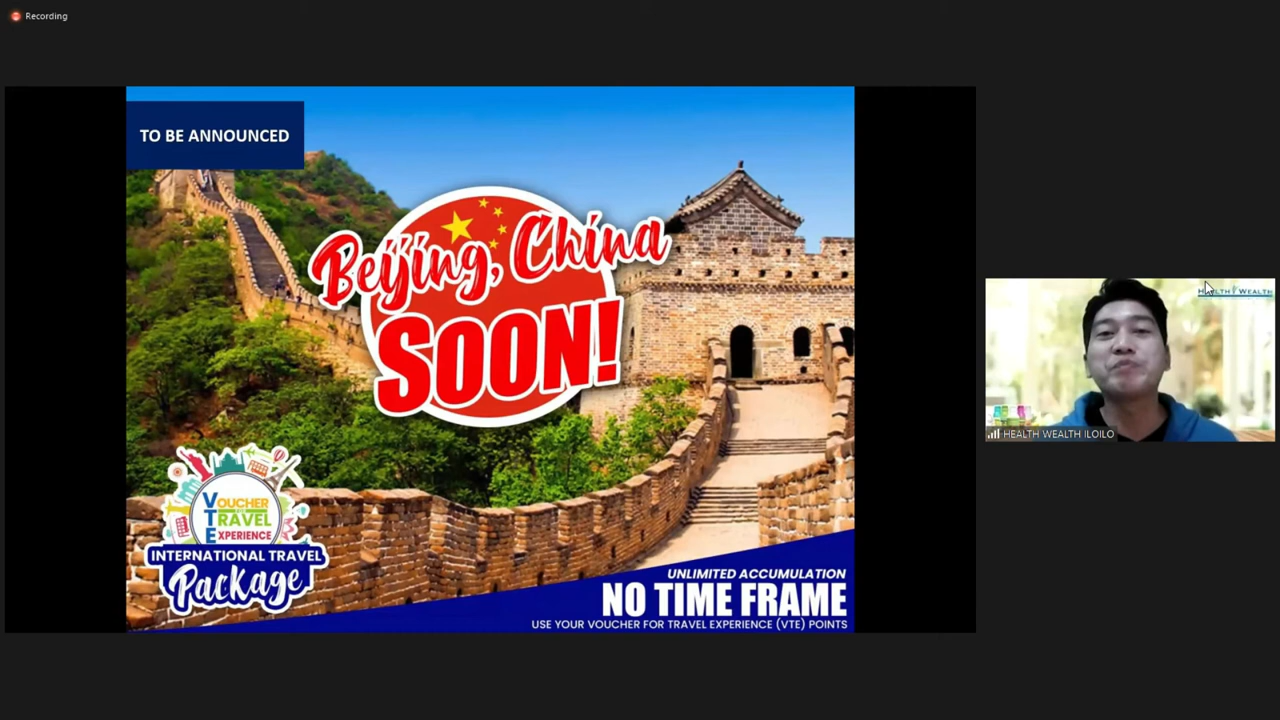 Recording
TO BE ANNOUNCED
Beijing, China
SOON!
VOUCHER
TRAVEL
EXPERIENCE
INTERNATIONAL TRAVEL
Package
UNLIMITED ACCUMULATION
NO TIME FRAME
USE YOUR VOUCHER FOR TRAVEL EXPERIENCE (VTE) POINTS
HEALTH WEALTH
HEALTH WEALTH ILOILO